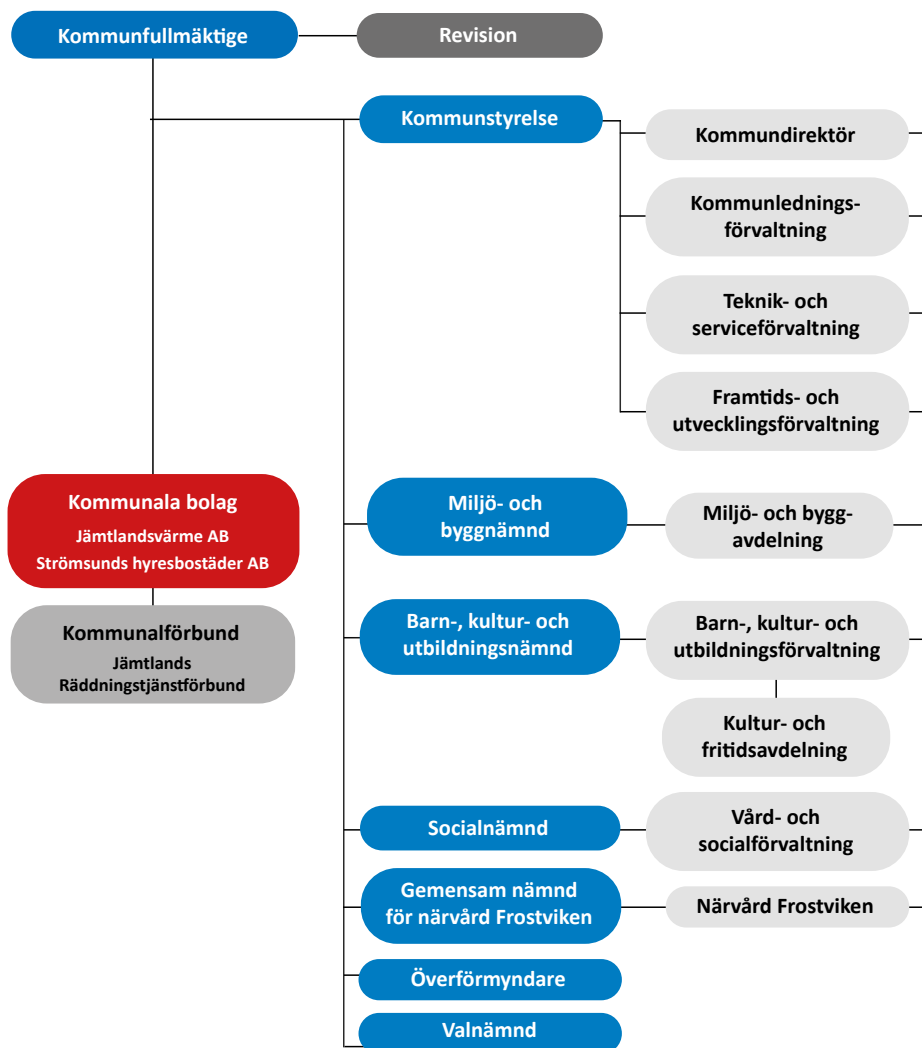 Kommunfullmäktige
Revision
Kommunstyrelse
Kommundirektör
Kommunlednings-
förvaltning
Teknik- och
serviceförvaltning
Framtids- och
utvecklingsförvaltning
Kommunala bolag
Jämtlandsvärme AB
Strömsunds hyresbostäder AB
Kommunalförbund
Jämtlands
Räddningstjänstförbund
Miljö- och
byggnämnd
Miljö- och bygg-
avdelning
Barn-, kultur- och
utbildningsnämnd
Barn-, kultur- och
utbildningsförvaltning
Kultur- och
fritidsavdelning
Socialnämnd
Vård- och
socialförvaltning
Gemensam nämnd
för närvård Frostviken
Närvård Frostviken
Överförmyndare
Valnämnd